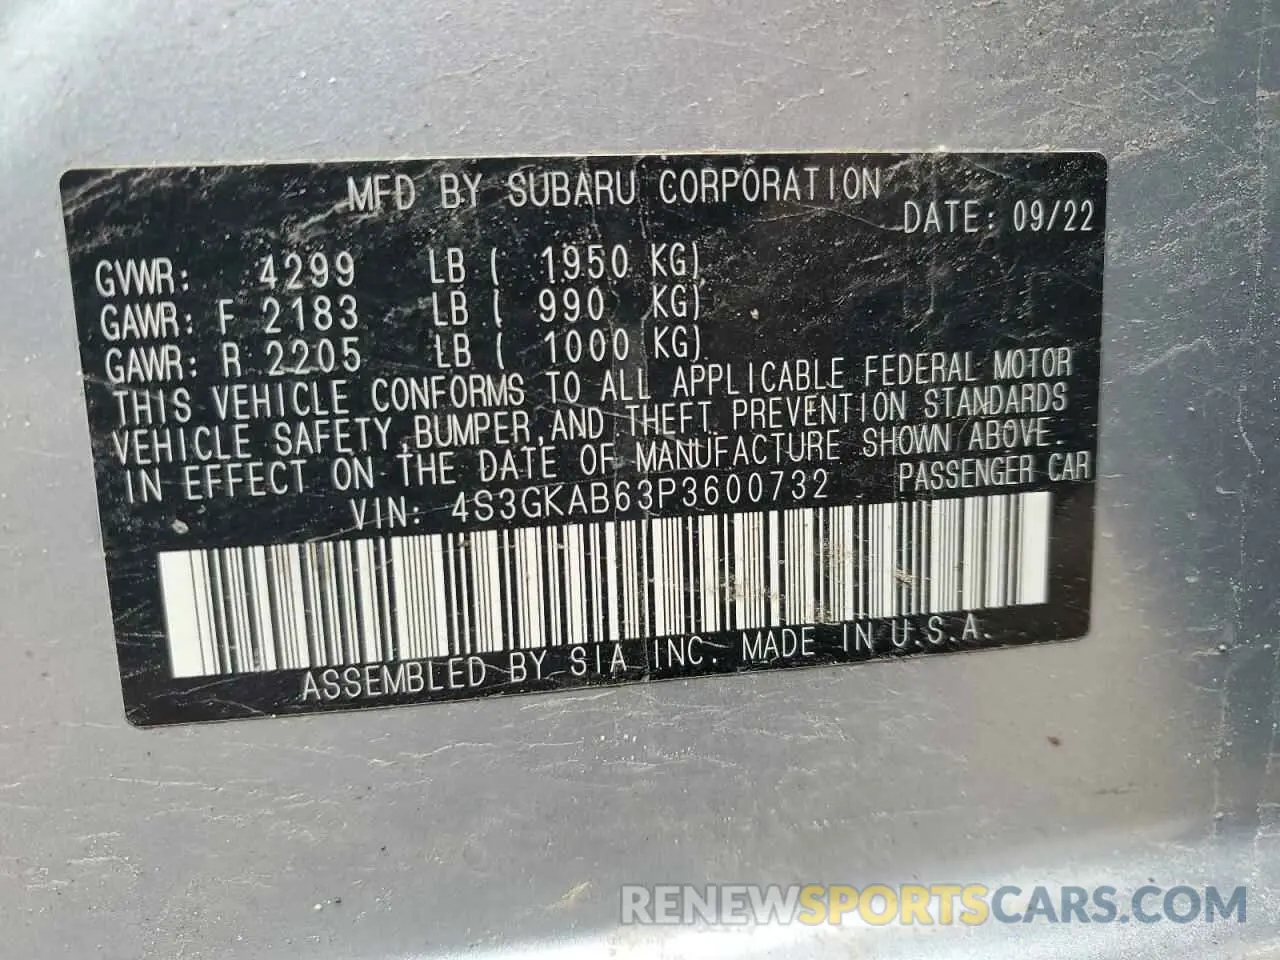 MFD BY SUBARU CORPORATION
DATE: 09/22
GVWR: 4299 LB ( 1950 KG)
GAWR: F 2183 LB ( 990 KG)
GAWR: R 2205 LB ( 1000 KG)
THIS VEHICLE CONFORMS TO ALL APPLICABLE FEDERAL MOTOR
VEHICLE SAFETY, BUMPER, AND THEFT PREVENTION STANDARDS
IN EFFECT ON THE DATE OF MANUFACTURE SHOWN ABOVE.
VIN: 4S3GKAB63P3600732 PASSENGER CAR
ASSEMBLED BY SIA INC. MADE IN U.S.A.
RENEWSPORTSCARS.COM